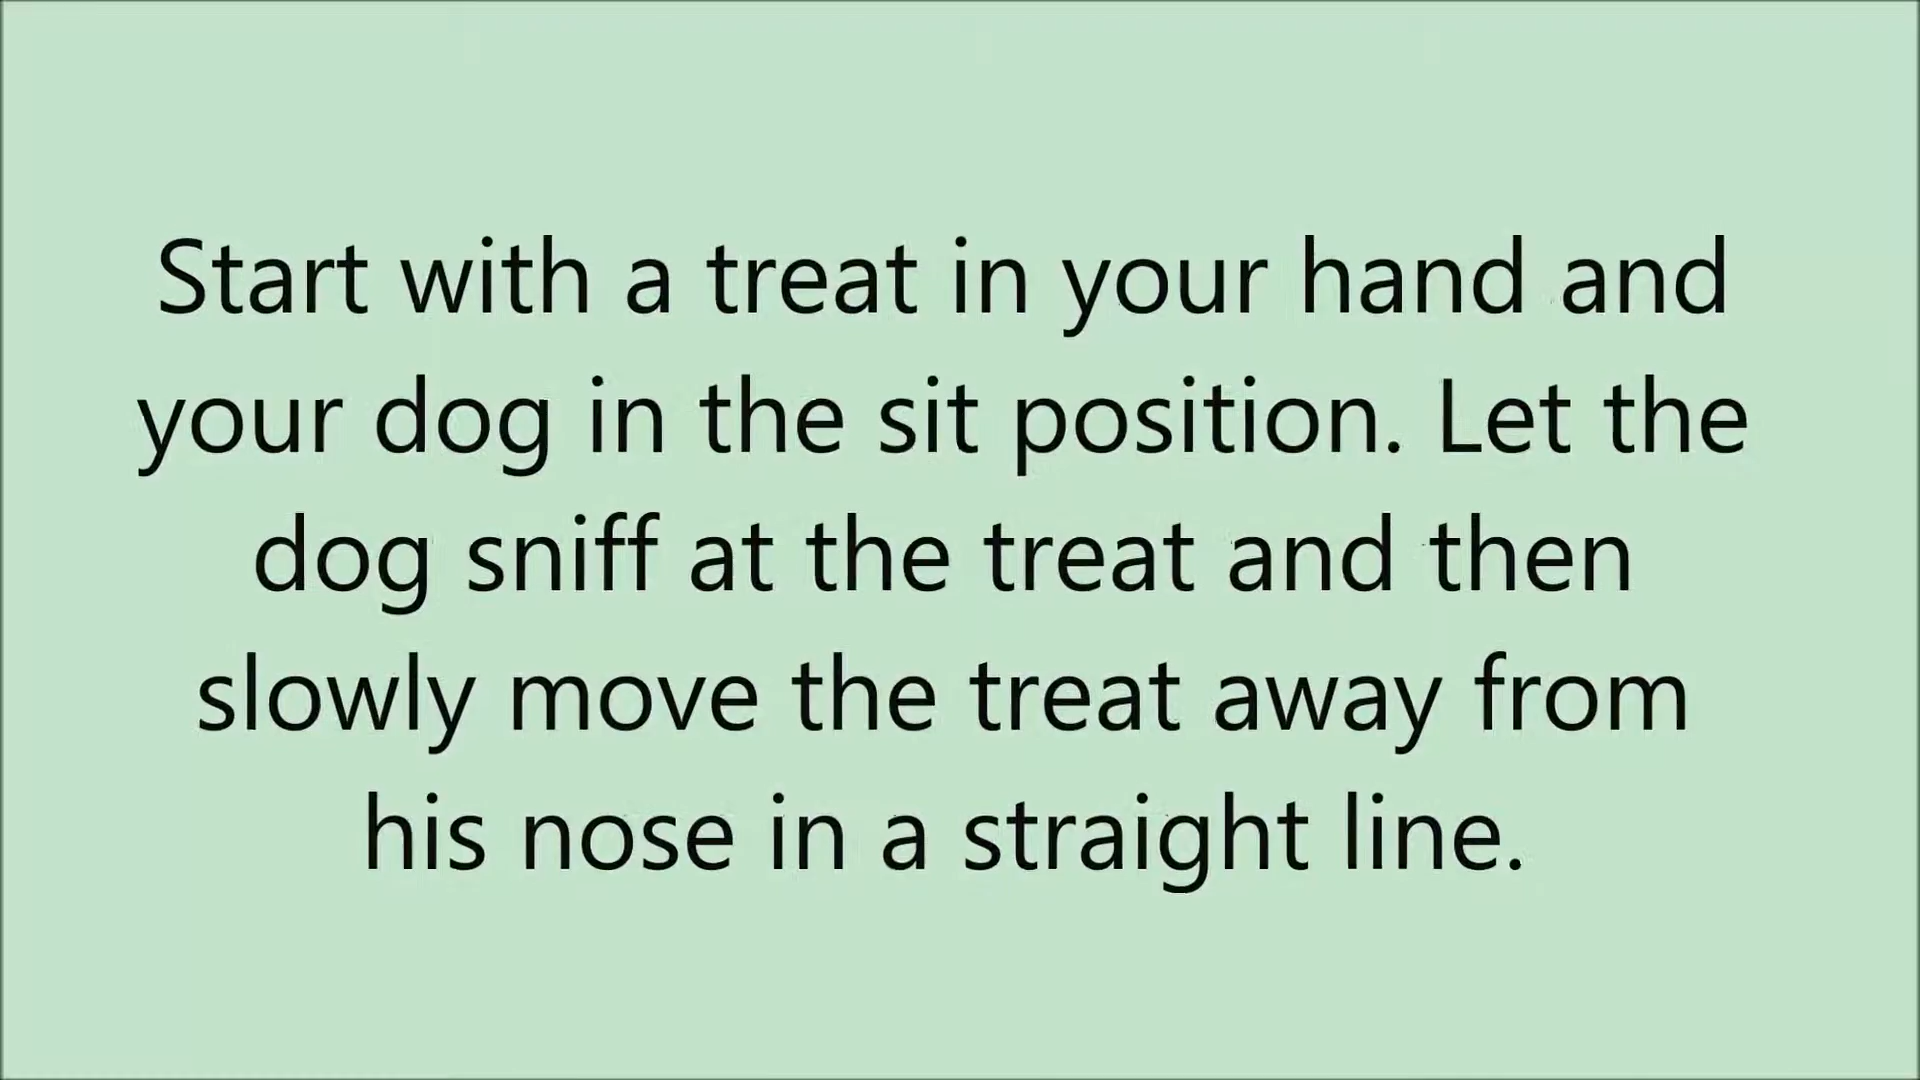 Start with a treat in your hand and
your dog in the sit position. Let the
dog sniff at the treat and then
slowly move the treat away from
his nose in a straight line.